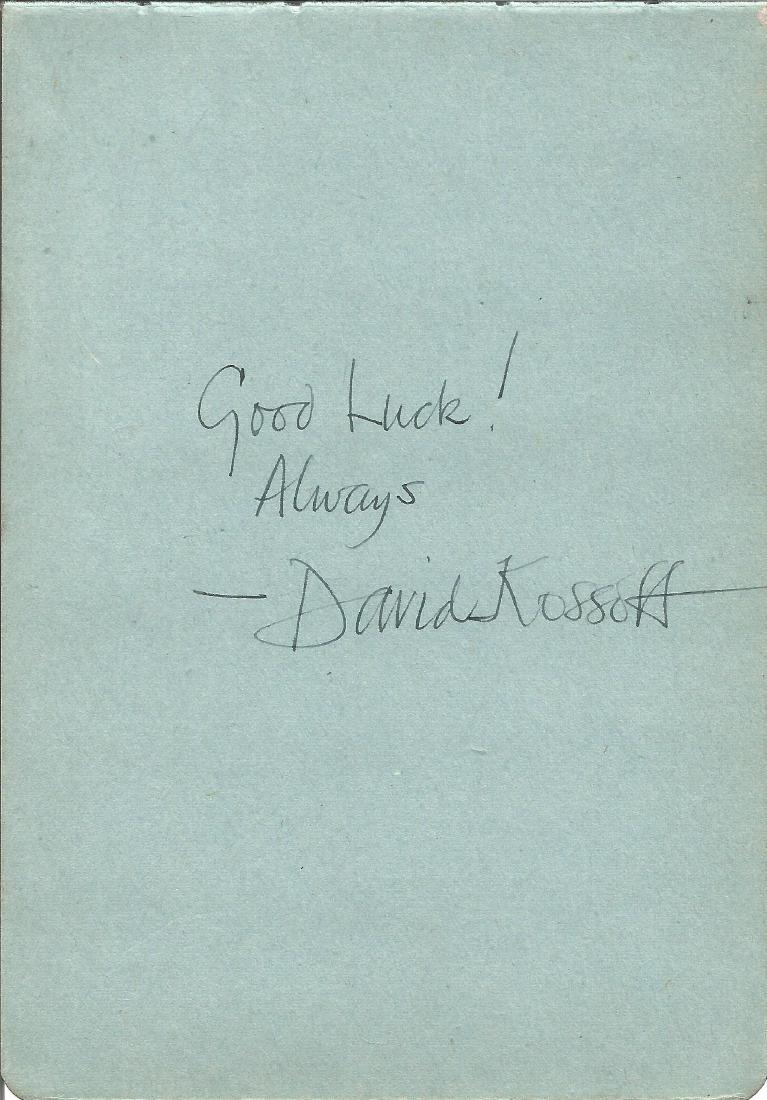 Good Luck!
Always
— David Kossoff